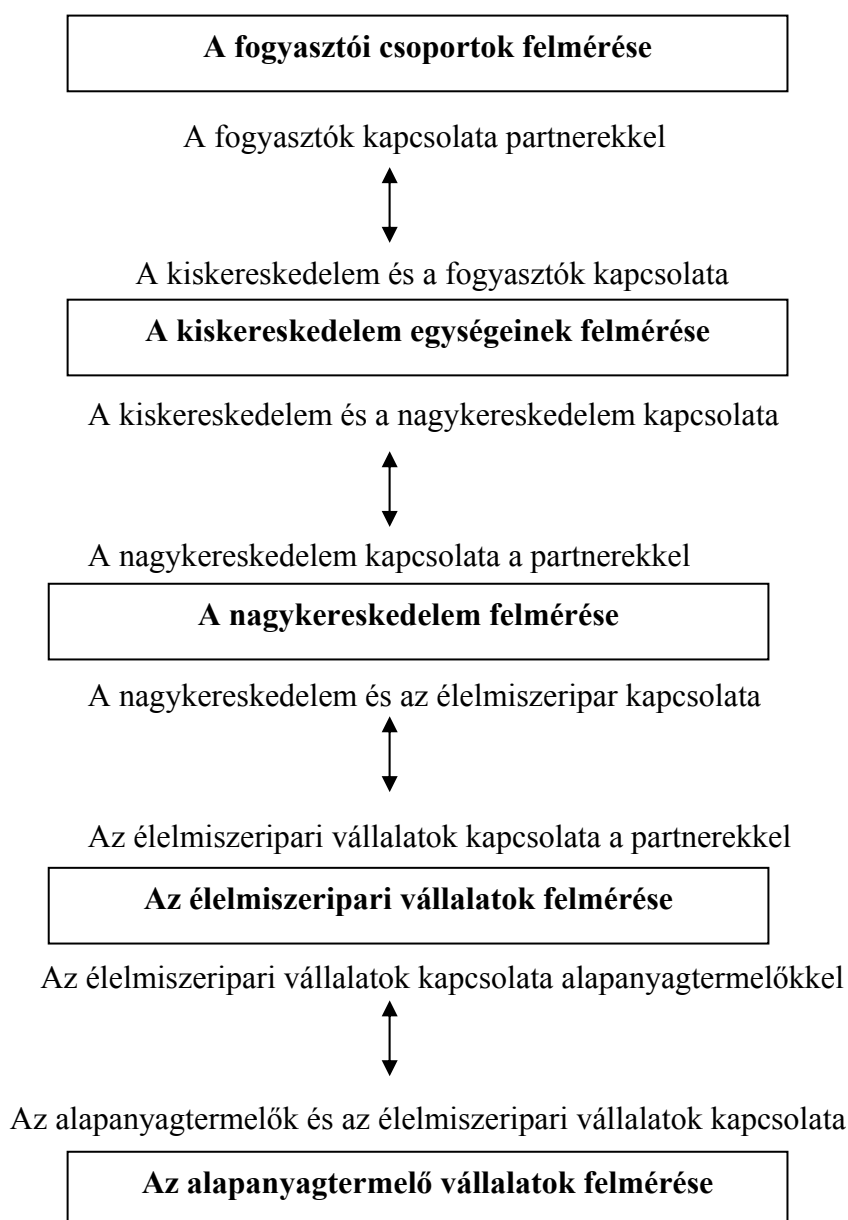 A fogyasztói csoportok felmérése
A fogyasztók kapcsolata partnerekkel
A kiskereskedelem és a fogyasztók kapcsolata
A kiskereskedelem egységeinek felmérése
A kiskereskedelem és a nagykereskedelem kapcsolata
A nagykereskedelem kapcsolata a partnerekkel
A nagykereskedelem felmérése
A nagykereskedelem és az élelmiszeripar kapcsolata
Az élelmiszeripari vállalatok kapcsolata a partnerekkel
Az élelmiszeripari vállalatok felmérése
Az élelmiszeripari vállalatok kapcsolata alapanyagtermelőkkel
Az alapanyagtermelők és az élelmiszeripari vállalatok kapcsolata
Az alapanyagtermelő vállalatok felmérése